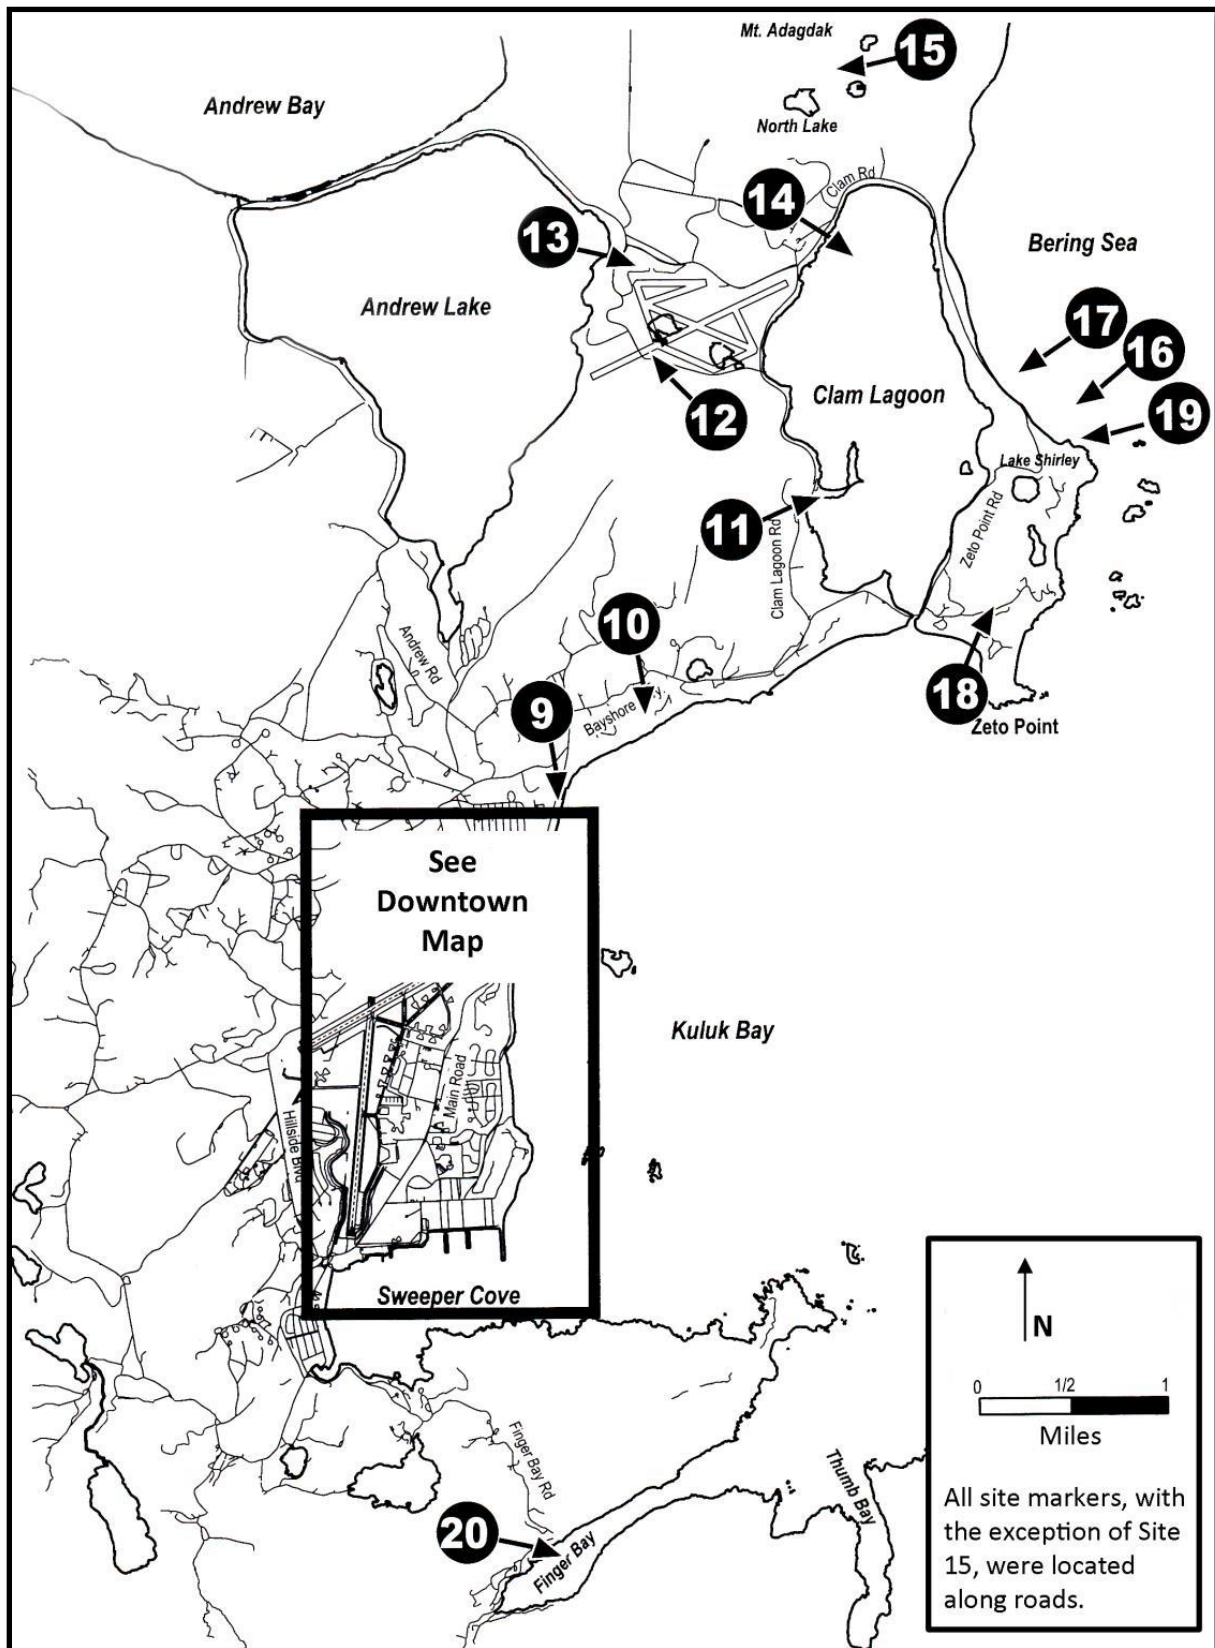 Mt. Adagdak
15
Andrew Bay
North Lake
Clam Rd
14
13
Bering Sea
Andrew Lake
17
16
Clam Lagoon
12
19
Lake Shirley
11
Zeto Point Rd
Clam Lagoon Rd
10
Andrew Rd
18
9
Bayshore
Zeto Point
See
Downtown
Map
Kuluk Bay
Main Road
Hillside Blvd
Sweeper Cove
N
0 1/2 1
Miles
Finger Bay Rd
Thumb Bay
20
Finger Bay
All site markers, with
the exception of Site
15, were located
along roads.